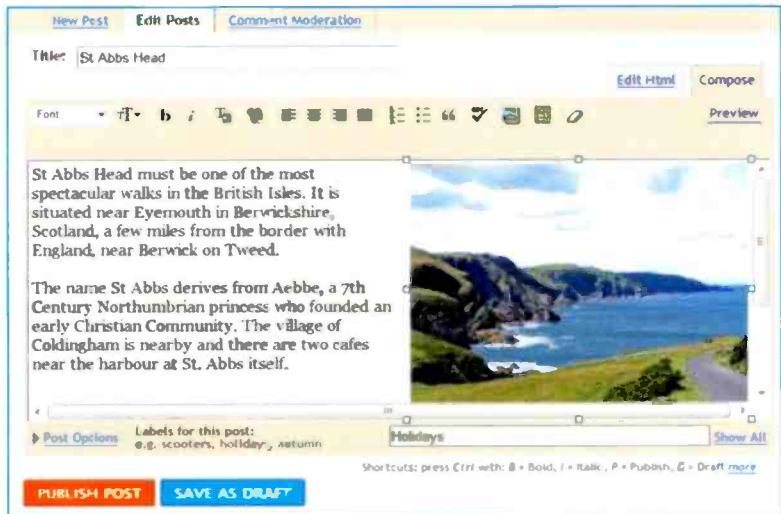 New Post Edit Posts Comment Moderation
Title: St Abbs Head
Edit Html Compose
Font Preview
St Abbs Head must be one of the most
spectacular walks in the British Isles. It is
situated near Eyemouth in Berwickshire,
Scotland, a few miles from the border with
England, near Berwick on Tweed.
The name St Abbs derives from Aebbe, a 7th
Century Northumbrian princess who founded an
early Christian Community. The village of
Coldingham is nearby and there are two cafes
near the harbour at St. Abbs itself.
Post Options Labels for this post: Holidays Show All
e.g. scooters, holiday, autumn
Shortcuts: press Ctrl with: B = Bold, I = Italic, P = Publish, D = Draft more
PUBLISH POST SAVE AS DRAFT